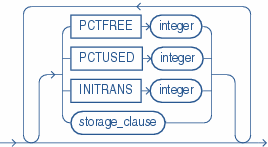 PCTFREE integer
PCTUSED integer
INITRANS integer
storage_clause